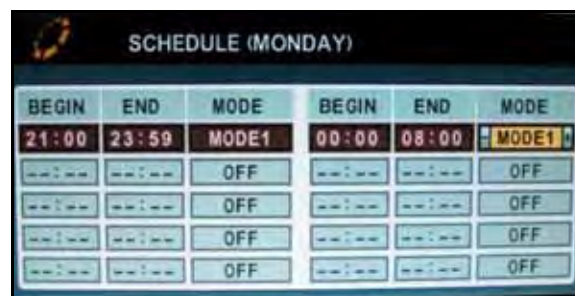 SCHEDULE (MONDAY)
BEGIN END MODE BEGIN END MODE
21:00 23:59 MODE1 00:00 08:00 MODE1
--:-- --:-- OFF --:-- --:-- OFF
--:-- --:-- OFF --:-- --:-- OFF
--:-- --:-- OFF --:-- --:-- OFF
--:-- --:-- OFF --:-- --:-- OFF